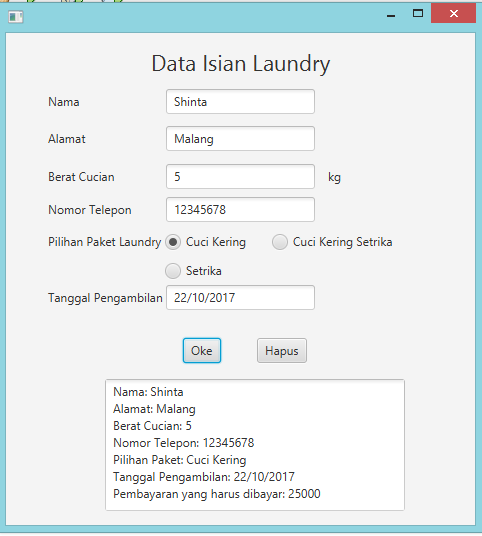 Data Isian Laundry
Nama Shinta
Alamat Malang
Berat Cucian 5 kg
Nomor Telepon 12345678
Pilihan Paket Laundry Cuci Kering Cuci Kering Setrika
Setrika
Tanggal Pengambilan 22/10/2017
Oke Hapus
Nama: Shinta
Alamat: Malang
Berat Cucian: 5
Nomor Telepon: 12345678
Pilihan Paket: Cuci Kering
Tanggal Pengambilan: 22/10/2017
Pembayaran yang harus dibayar: 25000